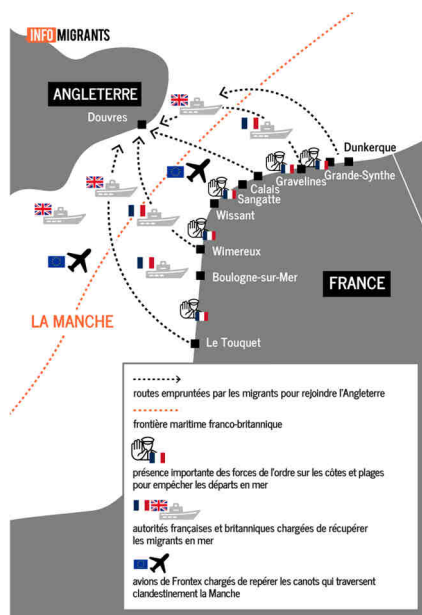 INFO MIGRANTS
ANGLETERRE
Douvres
Dunkerque
Grande-Synthe
Gravelines
Calais
Sangatte
Wissant
Wimereux
Boulogne-sur-Mer
FRANCE
LA MANCHE
Le Touquet
routes empruntées par les migrants pour rejoindre l'Angleterre
frontière maritime franco-britannique
présence importante des forces de l'ordre sur les côtes et plages
pour empêcher les départs en mer
autorités françaises et britanniques chargées de récupérer
les migrants en mer
avions de Frontex chargés de repérer les canots qui traversent
clandestinement la Manche